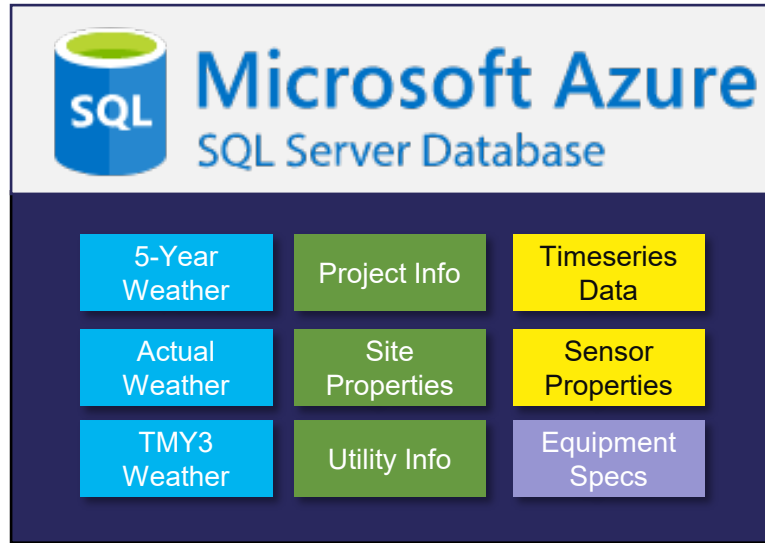 SQL
Microsoft Azure
SQL Server Database
5-Year
Weather
Project Info
Timeseries
Data
Actual
Weather
Site
Properties
Sensor
Properties
TMY3
Weather
Utility Info
Equipment
Specs